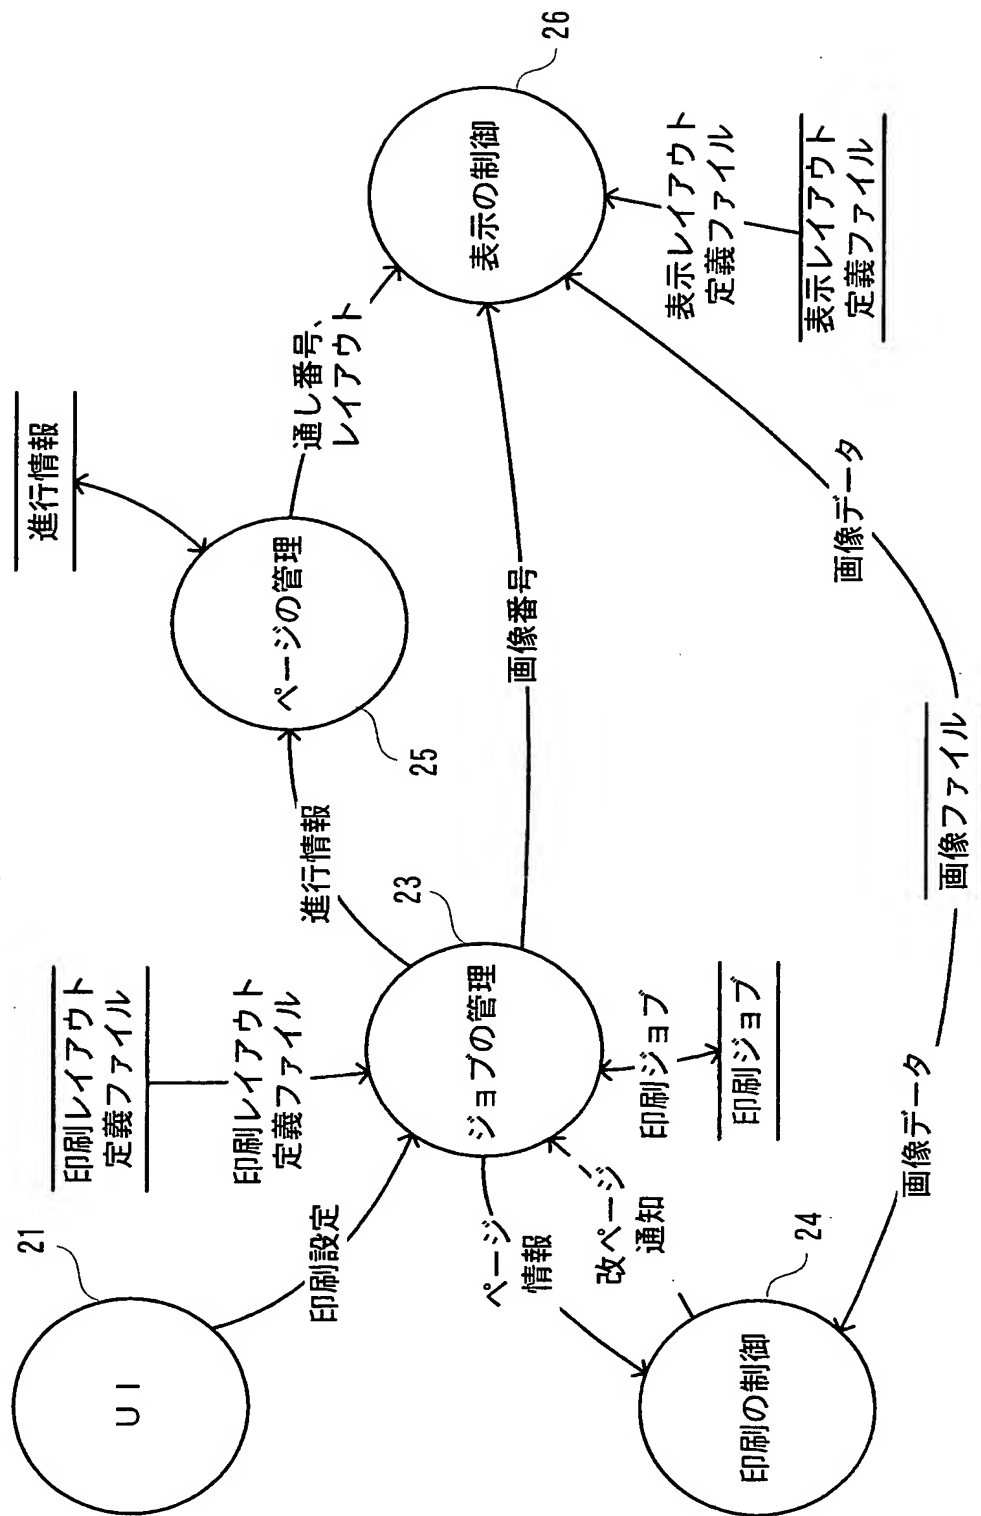 UI
21
印刷設定
印刷レイアウト
定義ファイル
印刷レイアウト
定義ファイル
ジョブの管理
23
進行情報
ページの管理
25
進行情報
通し番号、
レイアウト
表示の制御
26
画像番号
表示レイアウト
定義ファイル
表示レイアウト
定義ファイル
印刷ジョブ
印刷ジョブ
ページ
情報
改ページ
通知
印刷の制御
24
画像データ
画像ファイル
画像データ